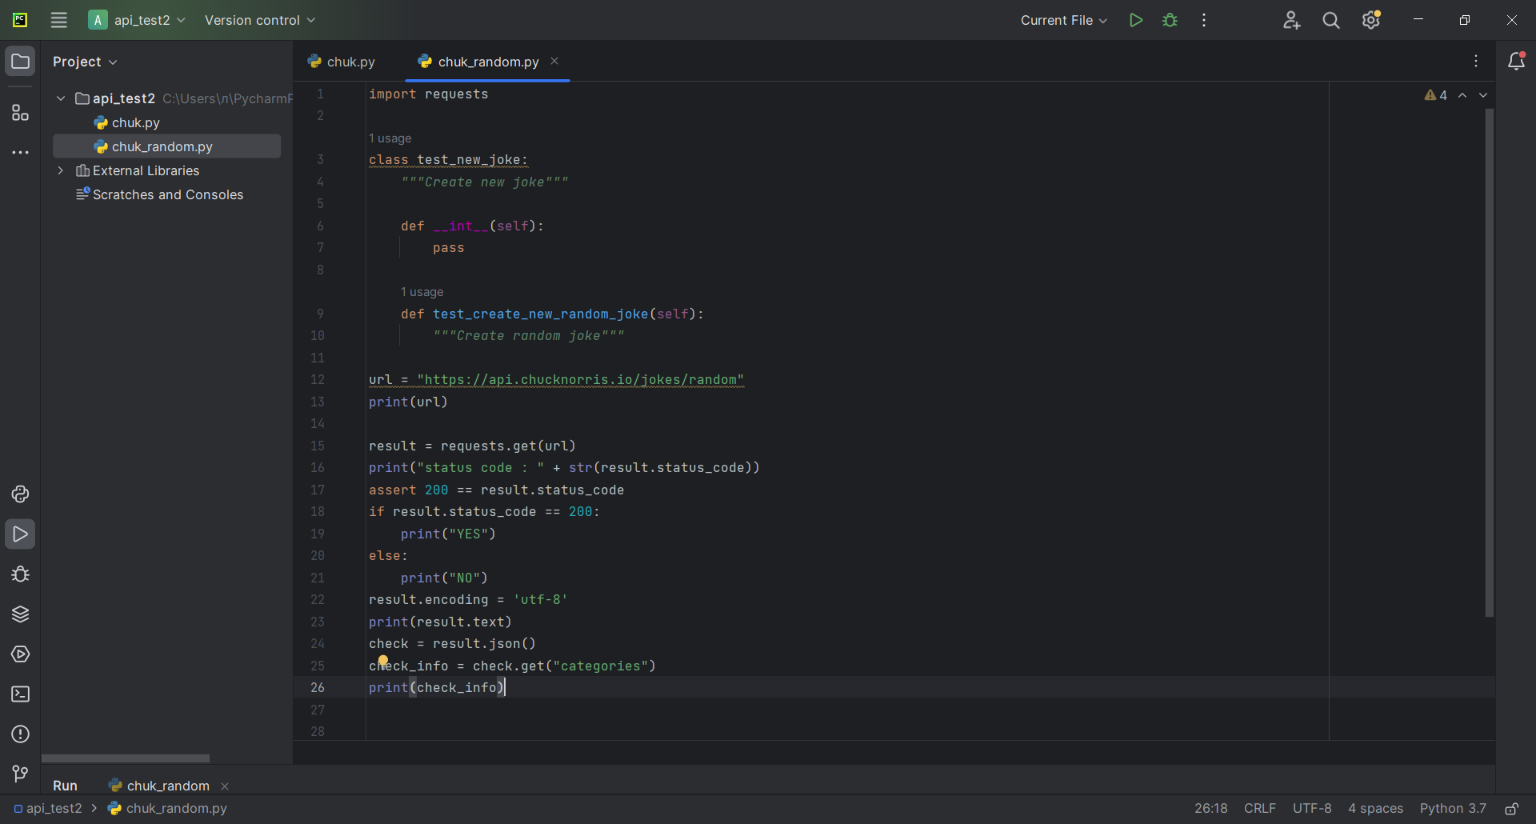 PC
A api_test2
Version control
Current File
Project
chuk.py
chuk_random.py
api_test2 C:\Users\n\PycharmP
chuk.py
chuk_random.py
External Libraries
Scratches and Consoles
4
1 import requests
2
1 usage
3 class test_new_joke:
4 """Create new joke"""
5
6 def __int__(self):
7 pass
8
1 usage
9 def test_create_new_random_joke(self):
10 """Create random joke"""
11
12 url = "https://api.chucknorris.io/jokes/random"
13 print(url)
14
15 result = requests.get(url)
16 print("status code : " + str(result.status_code))
17 assert 200 == result.status_code
18 if result.status_code == 200:
19 print("YES")
20 else:
21 print("NO")
22 result.encoding = 'utf-8'
23 print(result.text)
24 check = result.json()
25 check_info = check.get("categories")
26 print(check_info)
27
28
Run
chuk_random
api_test2 > chuk_random.py
26:18 CRLF UTF-8 4 spaces Python 3.7